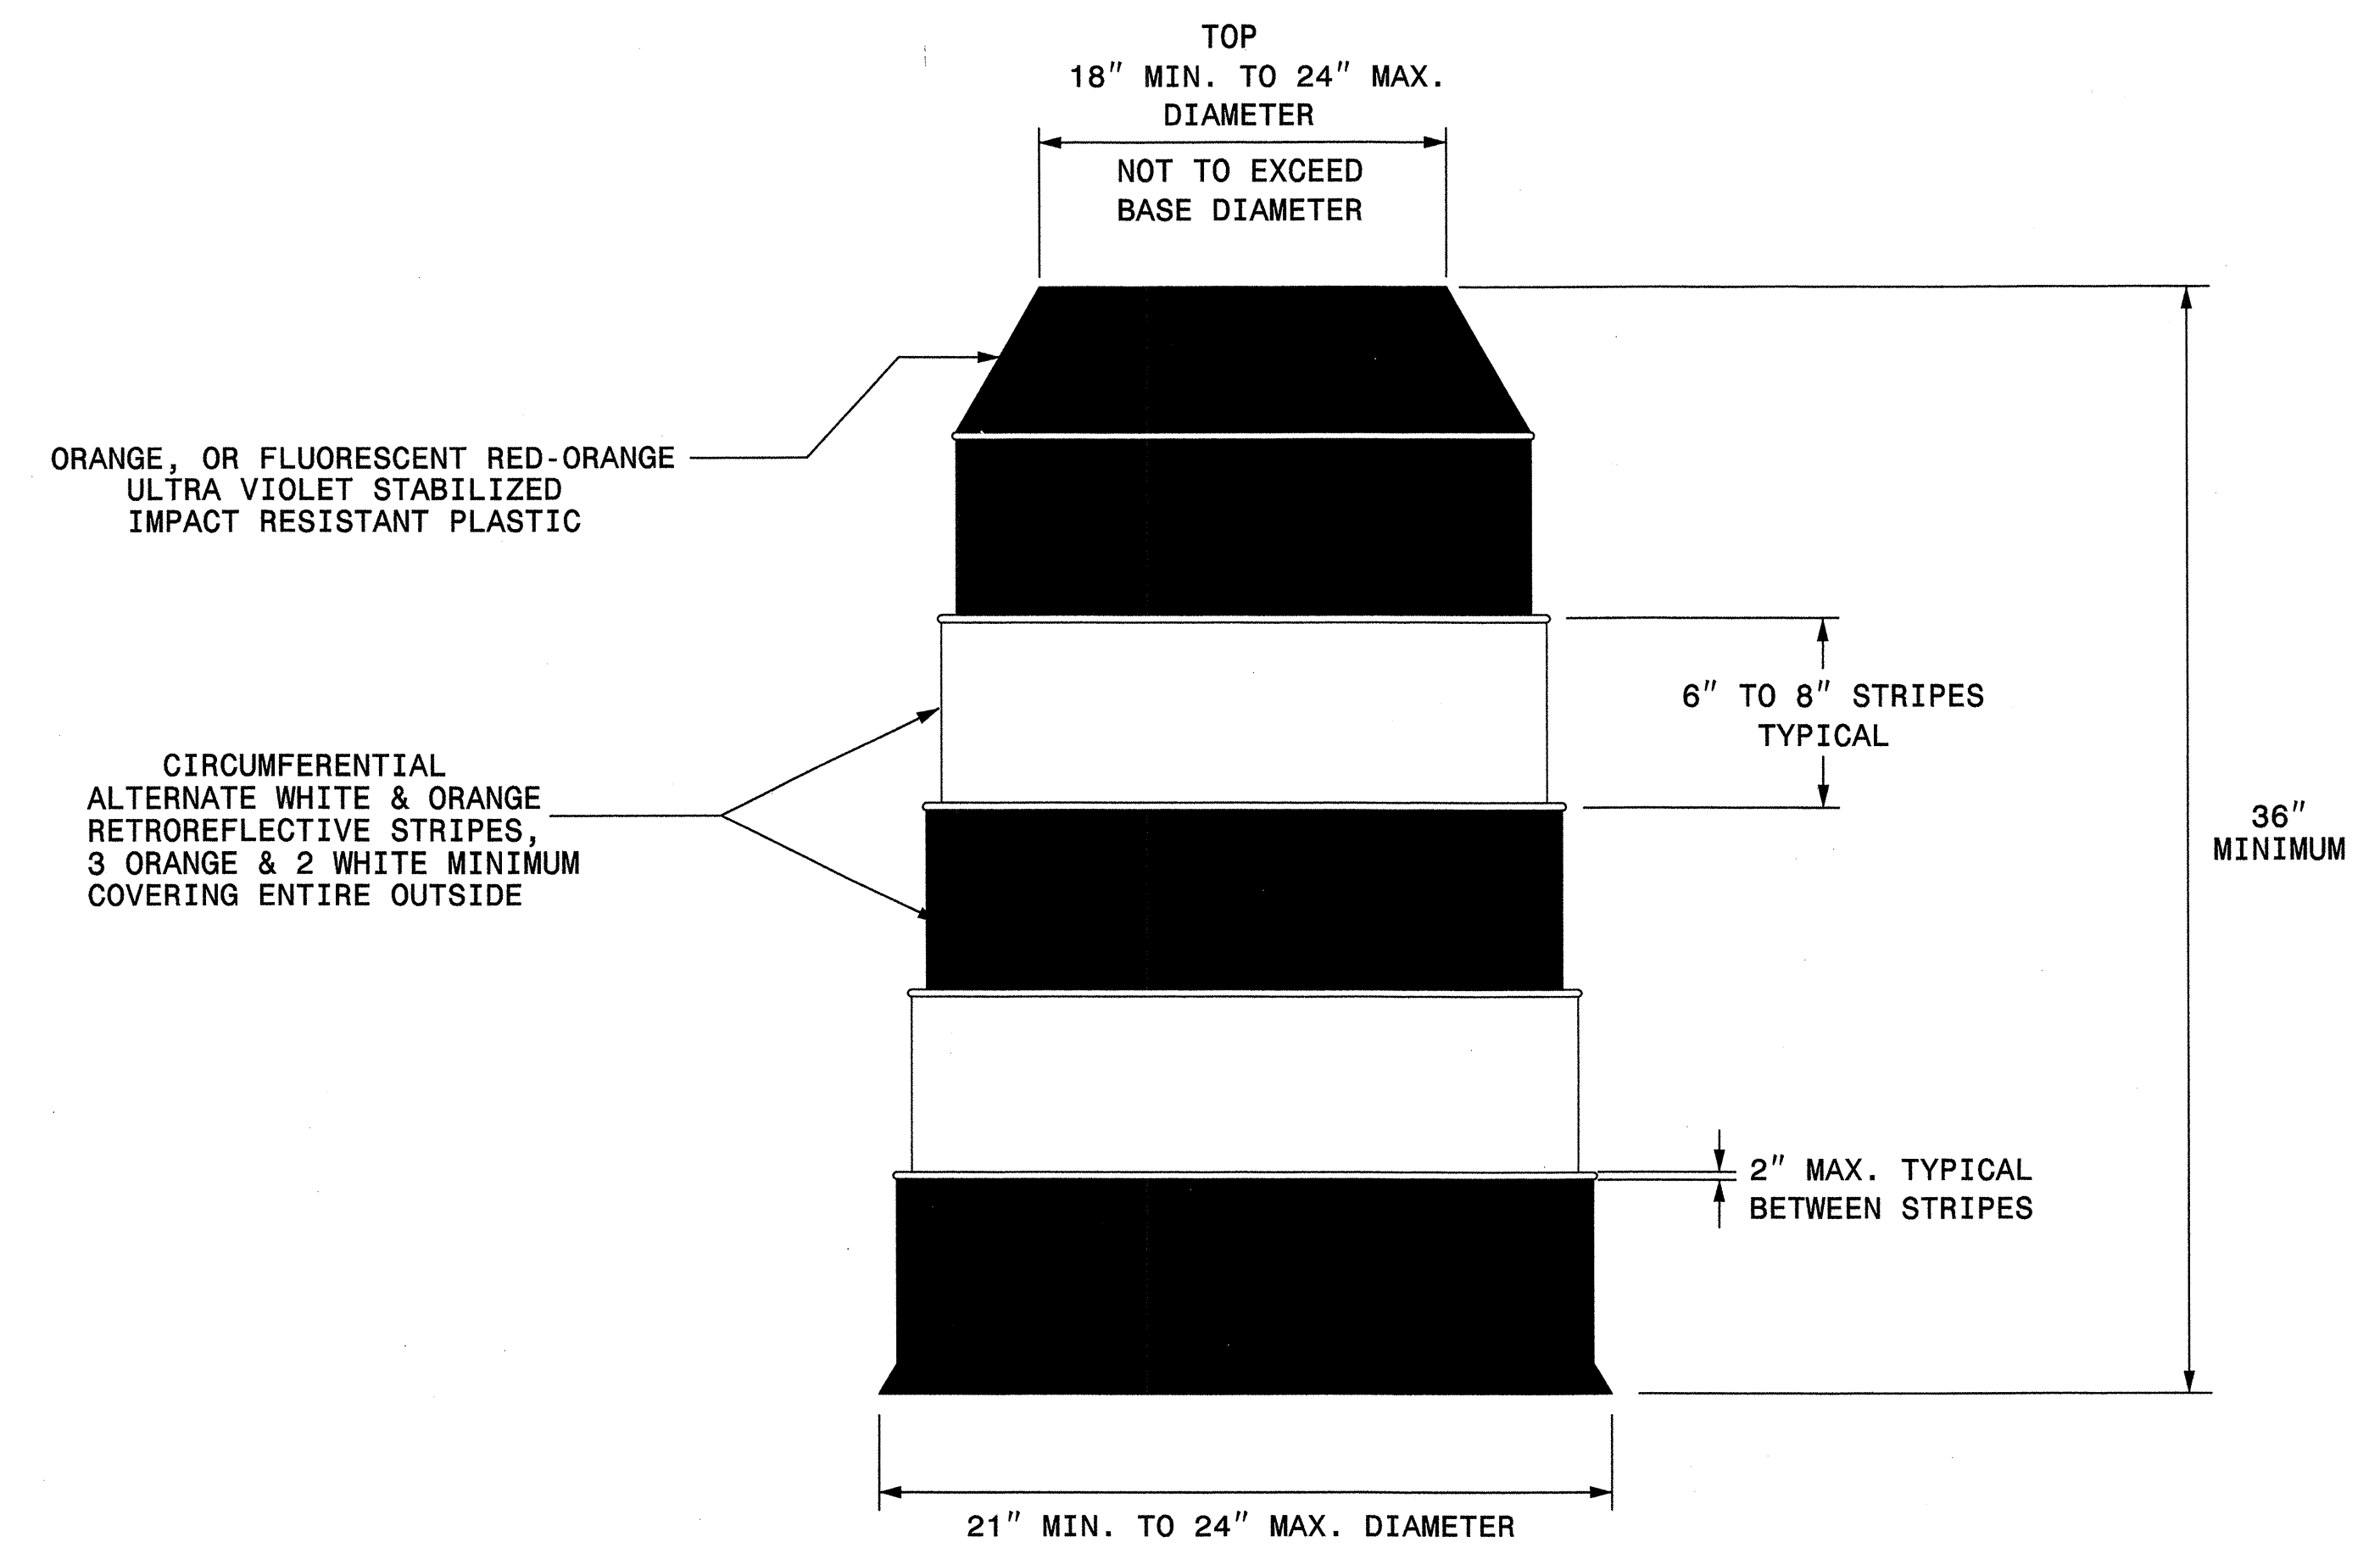 TOP
18" MIN. TO 24" MAX.
DIAMETER
NOT TO EXCEED
BASE DIAMETER
ORANGE, OR FLUORESCENT RED-ORANGE
ULTRA VIOLET STABILIZED
IMPACT RESISTANT PLASTIC
6" TO 8" STRIPES
TYPICAL
CIRCUMFERENTIAL
ALTERNATE WHITE & ORANGE
RETROREFLECTIVE STRIPES,
3 ORANGE & 2 WHITE MINIMUM
COVERING ENTIRE OUTSIDE
36"
MINIMUM
2" MAX. TYPICAL
BETWEEN STRIPES
21" MIN. TO 24" MAX. DIAMETER